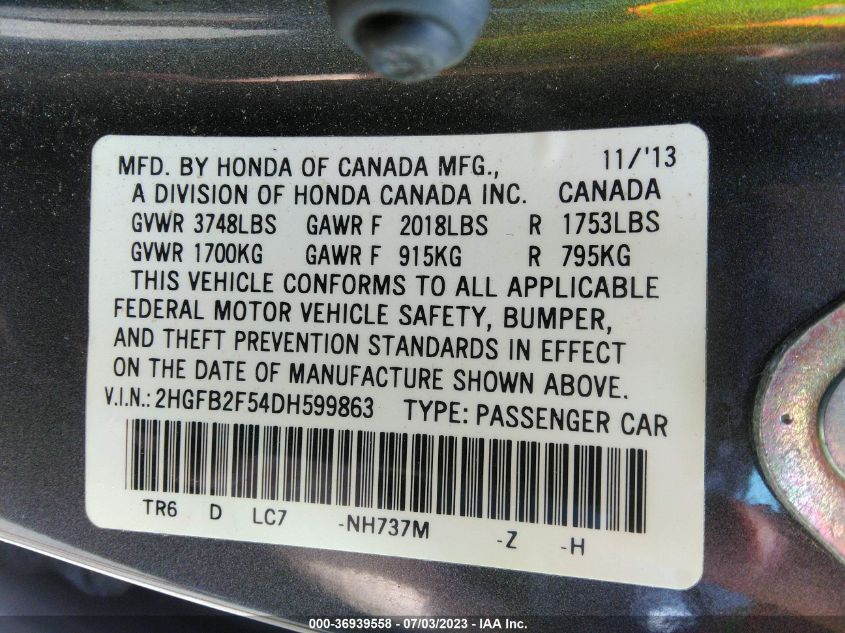 MFD. BY HONDA OF CANADA MFG., 11/'13
A DIVISION OF HONDA CANADA INC. CANADA
GVWR 3748LBS GAWR F 2018LBS R 1753LBS
GVWR 1700KG GAWR F 915KG R 795KG
THIS VEHICLE CONFORMS TO ALL APPLICABLE
FEDERAL MOTOR VEHICLE SAFETY, BUMPER,
AND THEFT PREVENTION STANDARDS IN EFFECT
ON THE DATE OF MANUFACTURE SHOWN ABOVE.
V.I.N.: 2HGFB2F54DH599863 TYPE: PASSENGER CAR
TR6 D LC7 -NH737M -Z -H
000-36939558 - 07/03/2023 - IAA Inc.